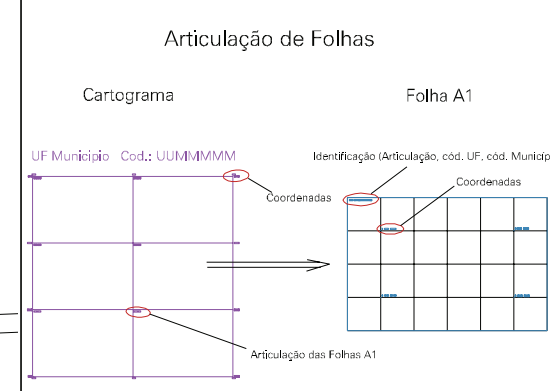 Articulação de Folhas
Cartograma
Folha A1
UF Municipio Cod.: UUMMMMM
Identificação (Articulação, cód. UF, cód. Municíp
Coordenadas
Coordenadas
Articulação das Folhas A1